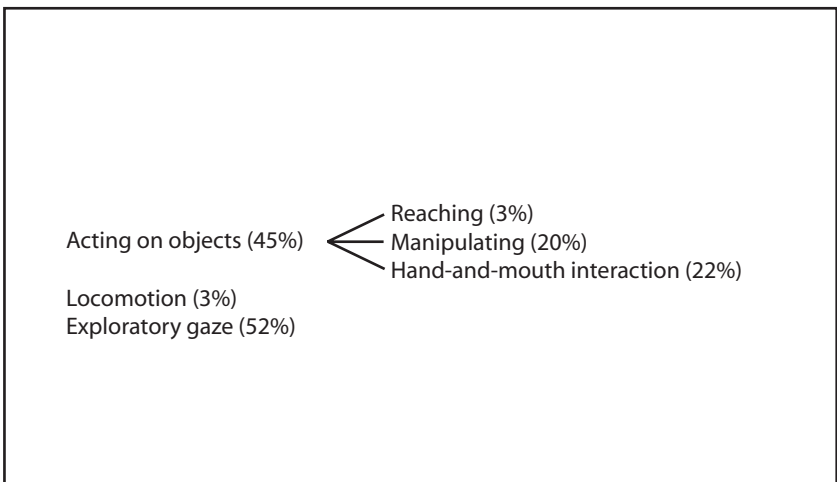 Reaching (3%)
Acting on objects (45%)
Manipulating (20%)
Hand-and-mouth interaction (22%)
Locomotion (3%)
Exploratory gaze (52%)